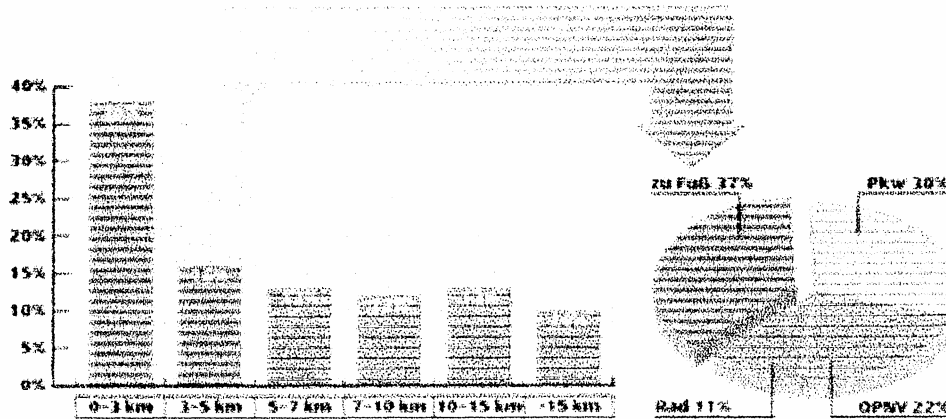 40%
35%
30%
25%
20%
15%
10%
5%
0%
0-3 km
3-5 km
5-7 km
7-10 km
10-15 km
zu Fuß 37%
Pkw 30%
Rad 11%
ÖPNV 22%